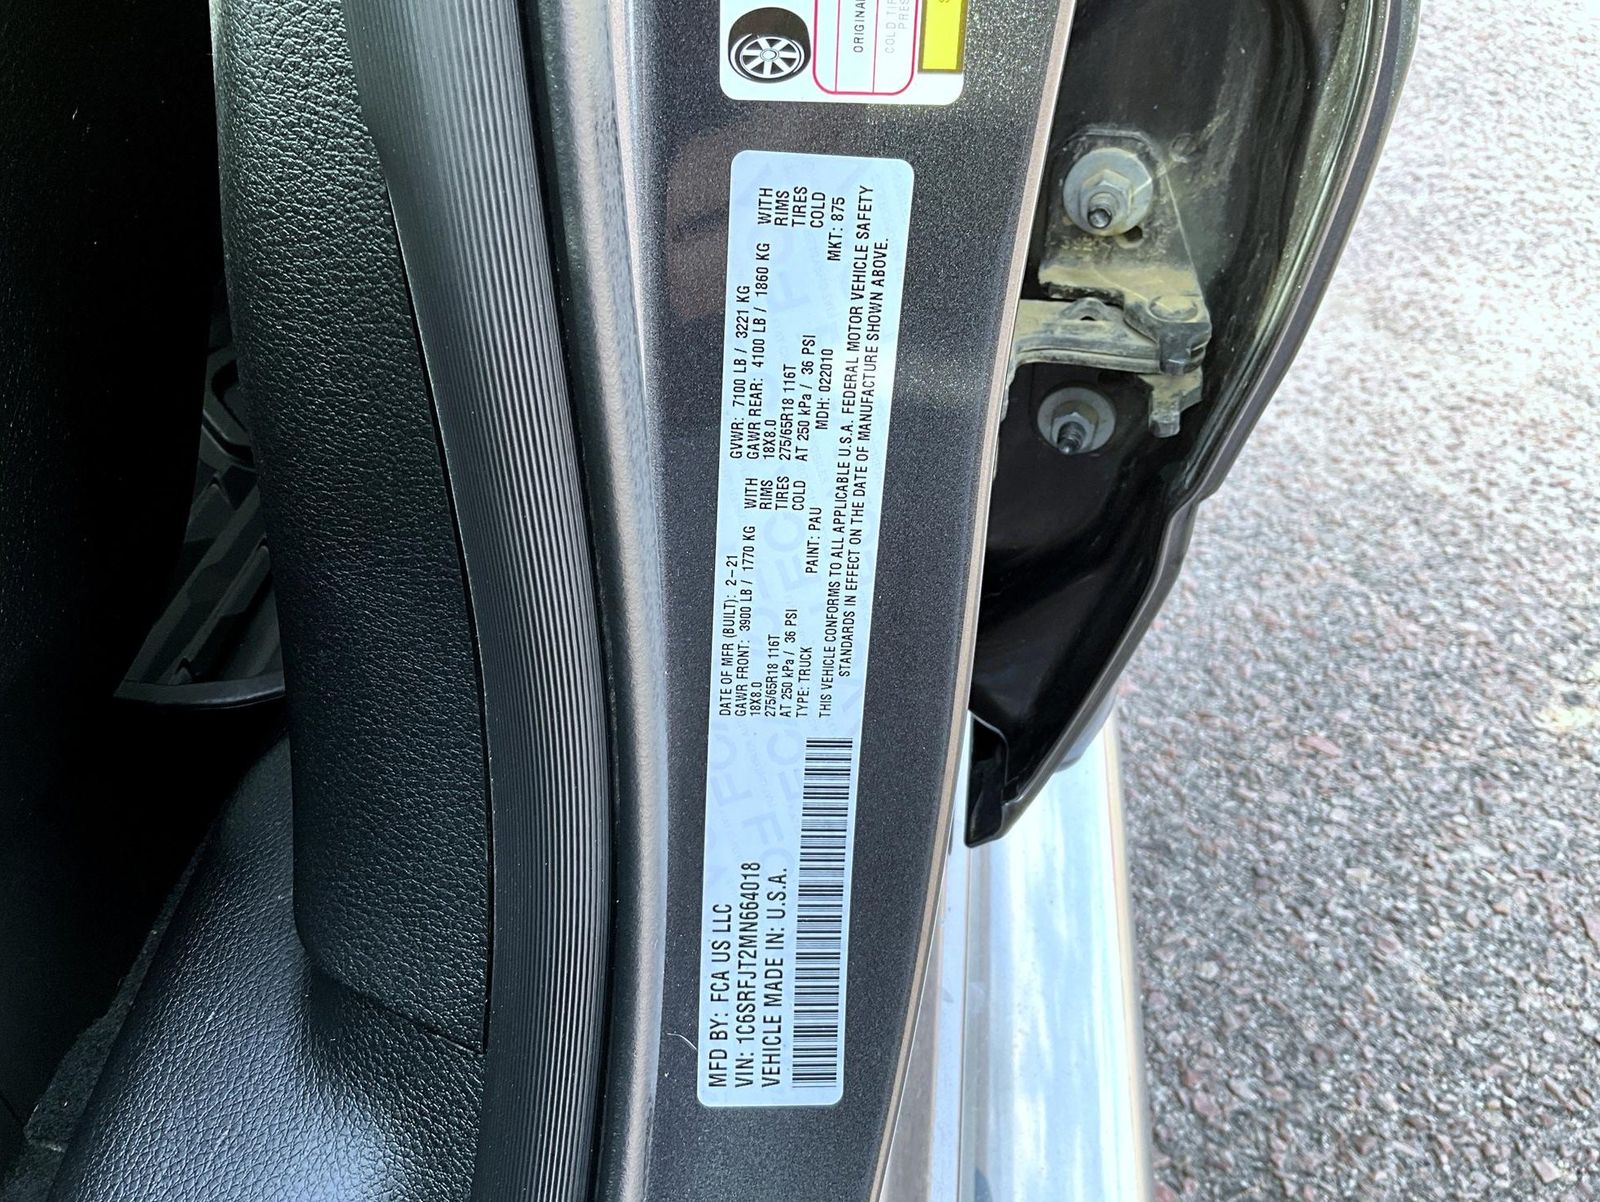 ORIGINA
COLD TIR
PRES
MFD BY: FCA US LLC
VIN: 1C6SRFJT2MN664018
VEHICLE MADE IN: U.S.A.
DATE OF MFR (BUILT): 2-21
GAWR FRONT: 3900 LB / 1770 KG WITH
18X8.0 RIMS
275/65R18 116T TIRES
AT 250 kPa / 36 PSI COLD
TYPE: TRUCK PAINT: PAU
GVWR: 7100 LB / 3221 KG
GAWR REAR: 4100 LB / 1860 KG WITH
18X8.0 RIMS
275/65R18 116T TIRES
AT 250 kPa / 36 PSI COLD
MDH: 022010 MKT: 875
THIS VEHICLE CONFORMS TO ALL APPLICABLE U.S.A. FEDERAL MOTOR VEHICLE SAFETY
STANDARDS IN EFFECT ON THE DATE OF MANUFACTURE SHOWN ABOVE.